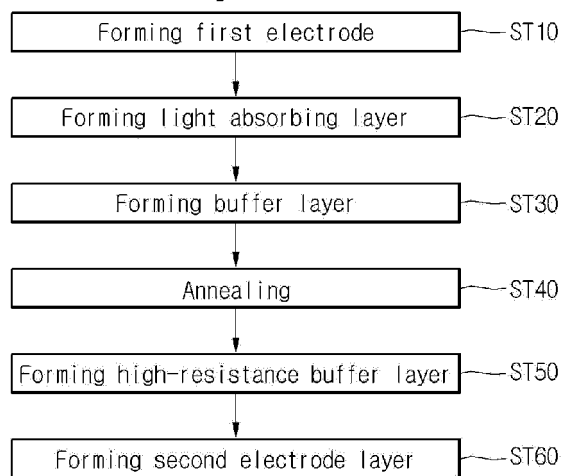 Forming first electrode ST10
Forming light absorbing layer ST20
Forming buffer layer ST30
Annealing ST40
Forming high-resistance buffer layer ST50
Forming second electrode layer ST60